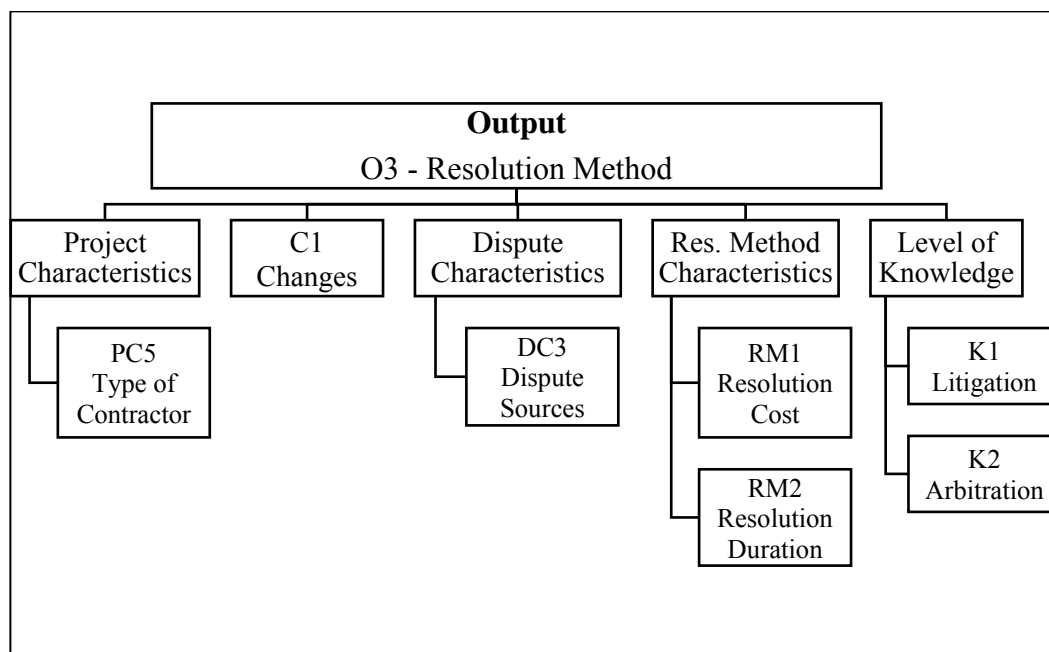 Output
O3 - Resolution Method
Project
Characteristics
C1
Changes
Dispute
Characteristics
Res. Method
Characteristics
Level of
Knowledge
PC5
Type of
Contractor
DC3
Dispute
Sources
RM1
Resolution
Cost
K1
Litigation
RM2
Resolution
Duration
K2
Arbitration